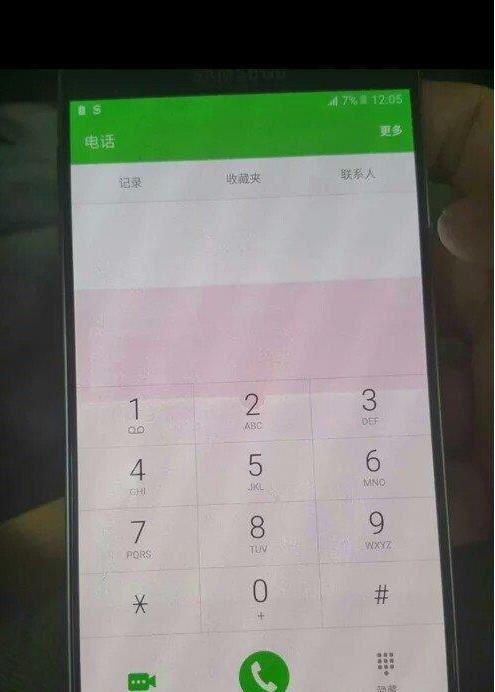 SAMSUNG
S 7% 12:05
电话 更多
记录 收藏夹 联系人
1 2 3
ABC DEF
4 5 6
GHI JKL MNO
7 8 9
PQRS TUV WXYZ
* 0 #
+
隐藏